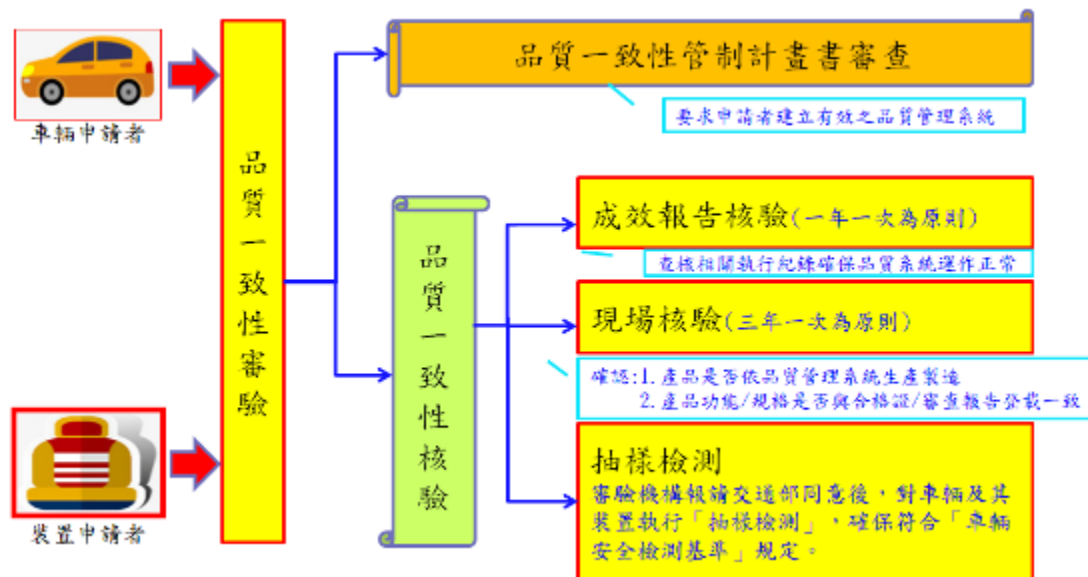 車輛申請者
裝置申請者
品質一致性審驗
品質一致性管制計畫書審查
要求申請者建立有效之品質管理系統
品質一致性核驗
成效報告核驗(一年一次為原則)
查核相關執行紀錄確保品質系統運作正常
現場核驗(三年一次為原則)
確認:1. 產品是否依品質管理系統生產製造
2. 產品功能/規格是否與合格證/審查報告登載一致
抽樣檢測
審驗機構報請交通部同意後，對車輛及其
裝置執行「抽樣檢測」，確保符合「車輛
安全檢測基準」規定。